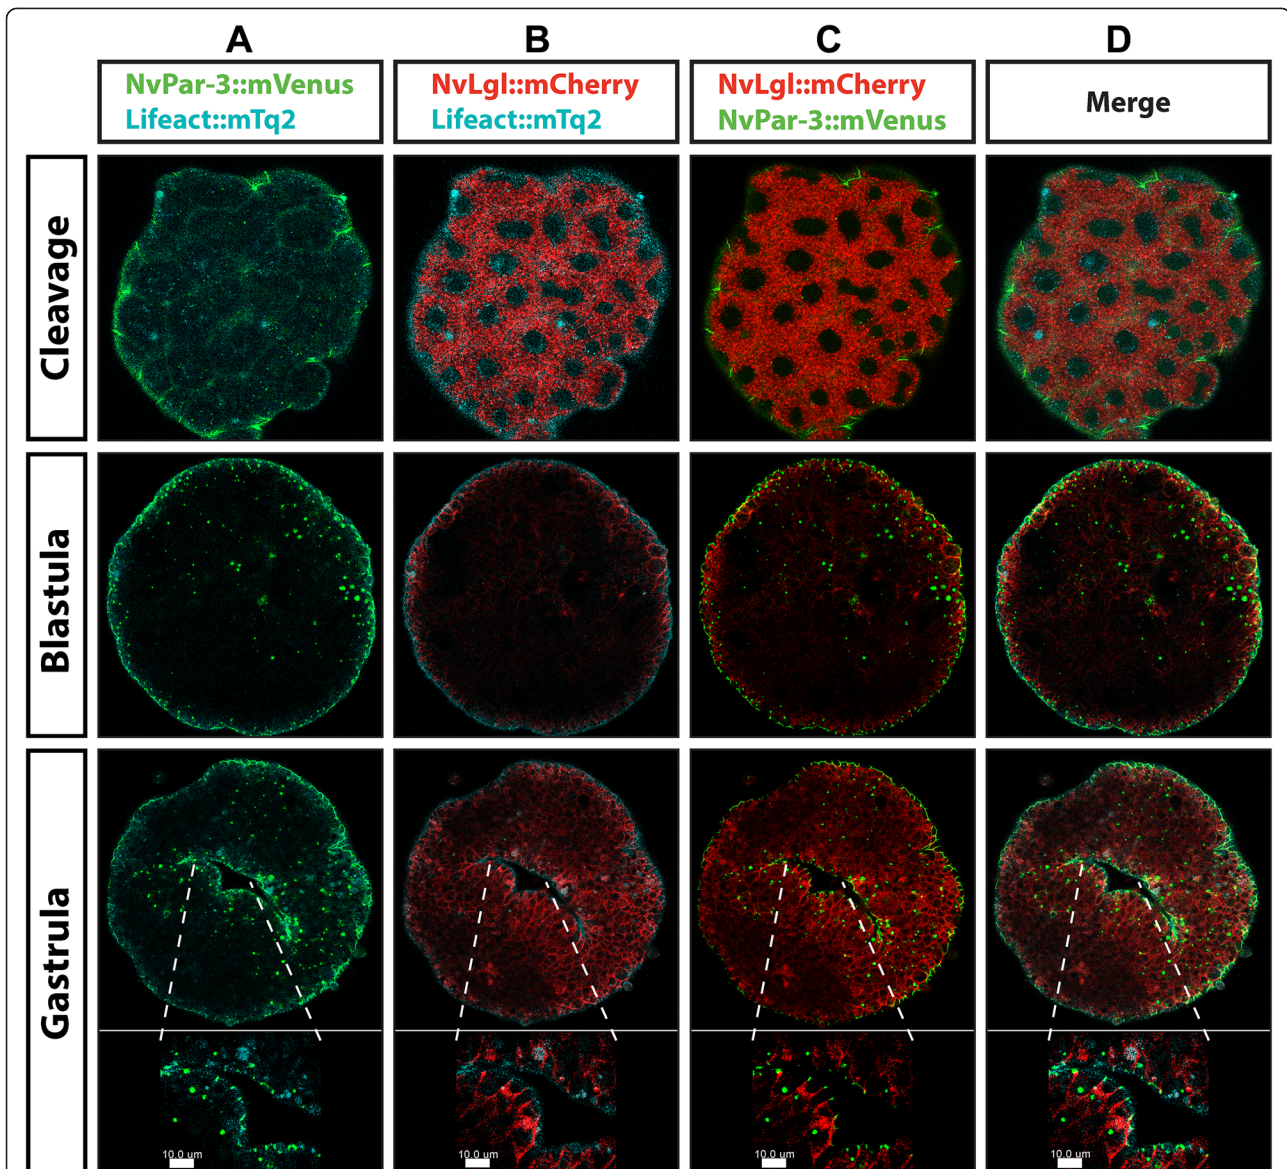 A
B
C
D
NvPar-3::mVenus
Lifeact::mTq2
NvLgl::mCherry
Lifeact::mTq2
NvLgl::mCherry
NvPar-3::mVenus
Merge
Cleavage
Blastula
Gastrula
10.0 um
10.0 um
10.0 um
10.0 um